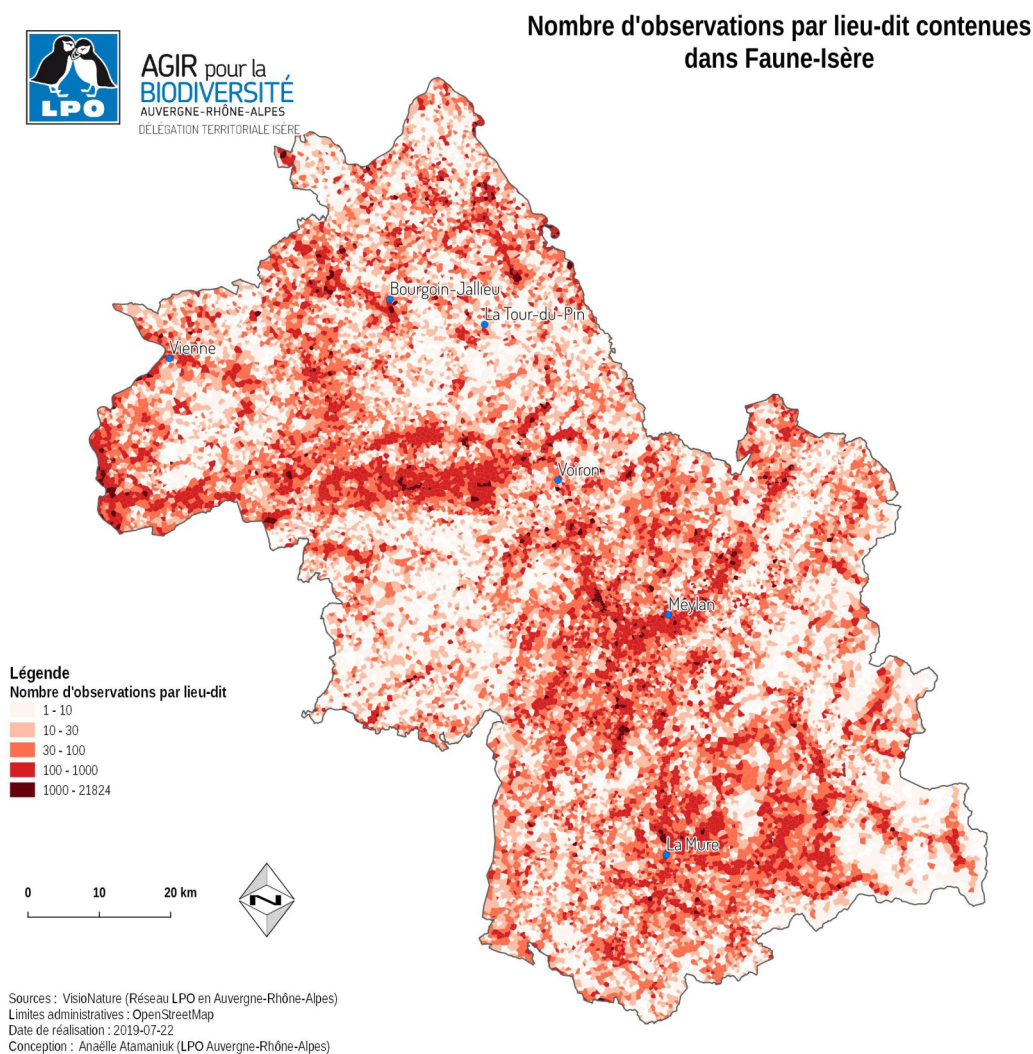 Nombre d'observations par lieu-dit contenues
dans Faune-Isère
LPO
AGIR pour la
BIODIVERSITÉ
AUVERGNE-RHÔNE-ALPES
DÉLÉGATION TERRITORIALE ISÈRE
Bourgoin-Jallieu
La Tour-du-Pin
Vienne
Voiron
Meylan
La Mure
Légende
Nombre d'observations par lieu-dit
1 - 10
10 - 30
30 - 100
100 - 1000
1000 - 21824
0 10 20 km
N
Sources : VisioNature (Réseau LPO en Auvergne-Rhône-Alpes)
Limites administratives : OpenStreetMap
Date de réalisation : 2019-07-22
Conception : Anaëlle Atamaniuk (LPO Auvergne-Rhône-Alpes)